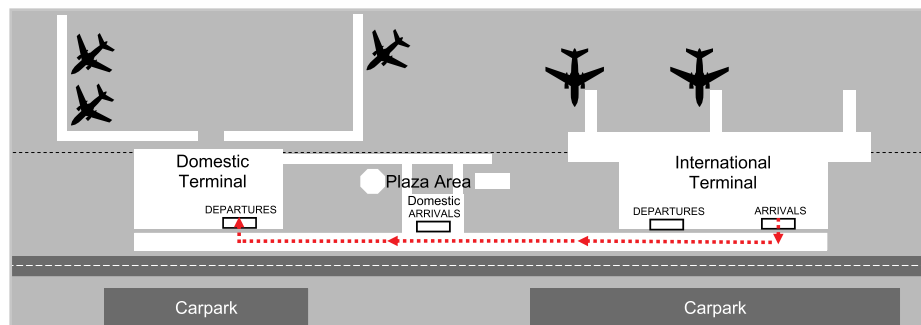 Domestic
Terminal
DEPARTURES
Plaza Area
Domestic
ARRIVALS
International
Terminal
DEPARTURES
ARRIVALS
Carpark
Carpark